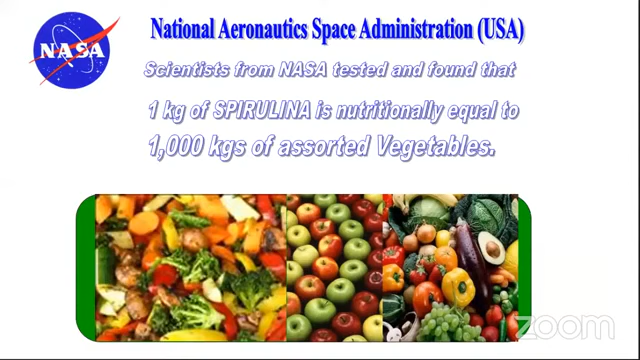 NASA
National Aeronautics Space Administration (USA)
Scientists from NASA tested and found that
1 kg of SPIRULINA is nutritionally equal to
1,000 kgs of assorted Vegetables.
zoom